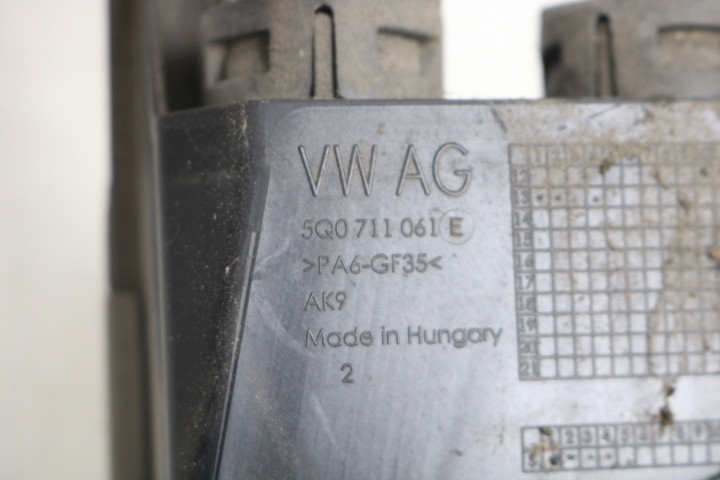 VW AG
5Q0 711 061 E
>PA6-GF35<
AK9
Made in Hungary
2